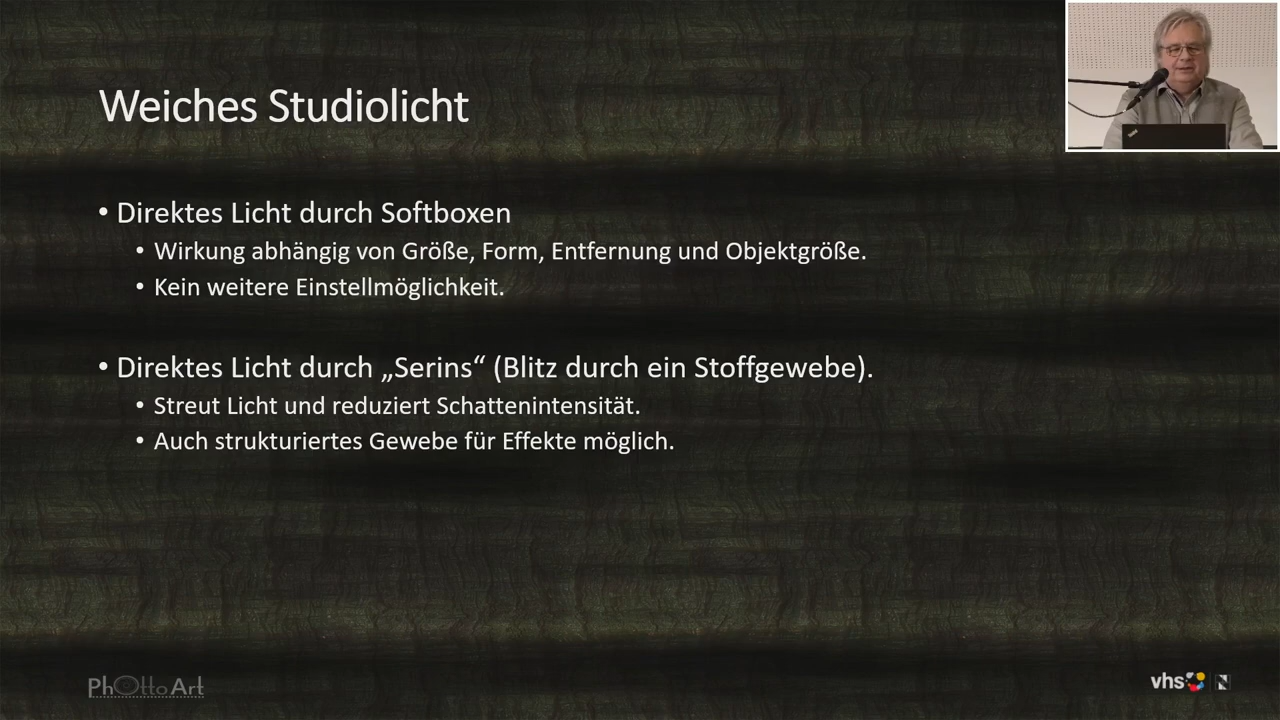 Weiches Studiolicht
• Direktes Licht durch Softboxen
• Wirkung abhängig von Größe, Form, Entfernung und Objektgröße.
• Kein weitere Einstellmöglichkeit.
• Direktes Licht durch „Serins“ (Blitz durch ein Stoffgewebe).
• Streut Licht und reduziert Schattenintensität.
• Auch strukturiertes Gewebe für Effekte möglich.
PhOttoArt
vhs